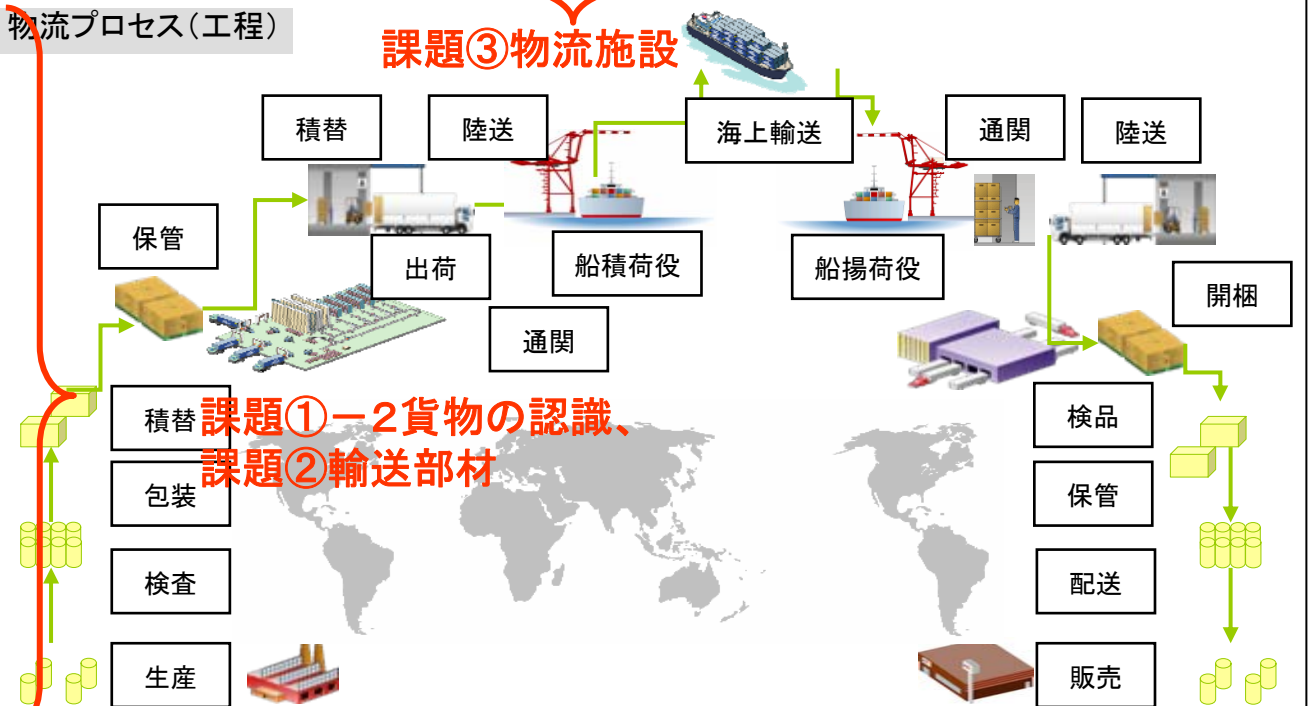 物流プロセス（工程）
課題③物流施設
積替
陸送
海上輸送
通関
陸送
保管
出荷
船積荷役
船揚荷役
開梱
通関
積替
課題①－２貨物の認識、
課題②輸送部材
検品
包装
保管
検査
配送
生産
販売